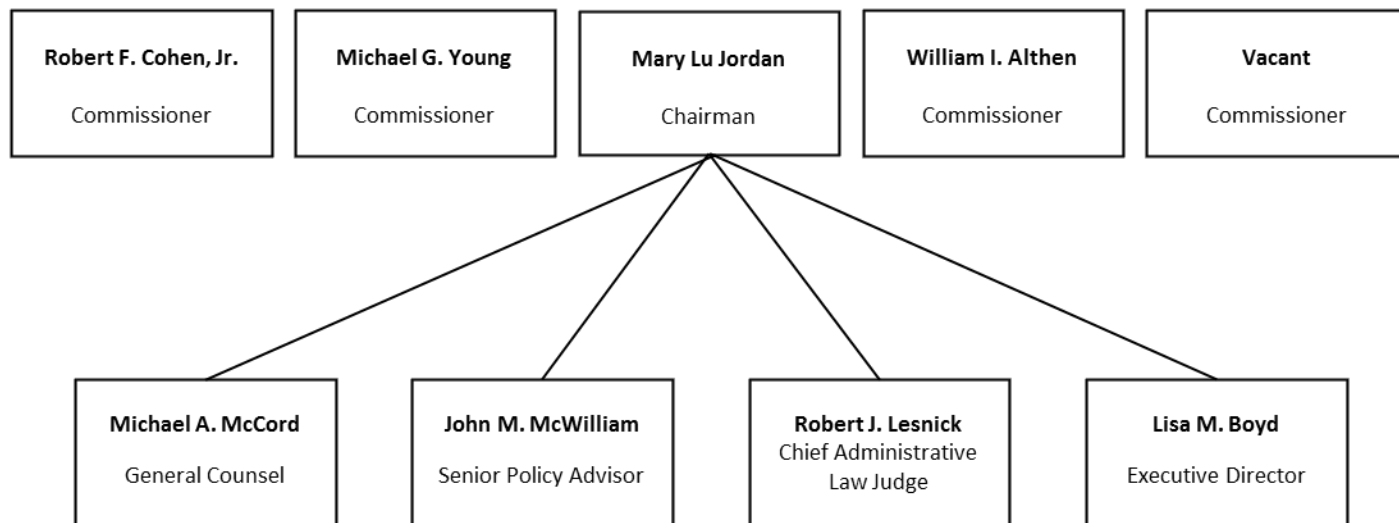 Robert F. Cohen, Jr.
Commissioner
Michael G. Young
Commissioner
Mary Lu Jordan
Chairman
William I. Althen
Commissioner
Vacant
Commissioner
Michael A. McCord
General Counsel
John M. McWilliam
Senior Policy Advisor
Robert J. Lesnick
Chief Administrative
Law Judge
Lisa M. Boyd
Executive Director